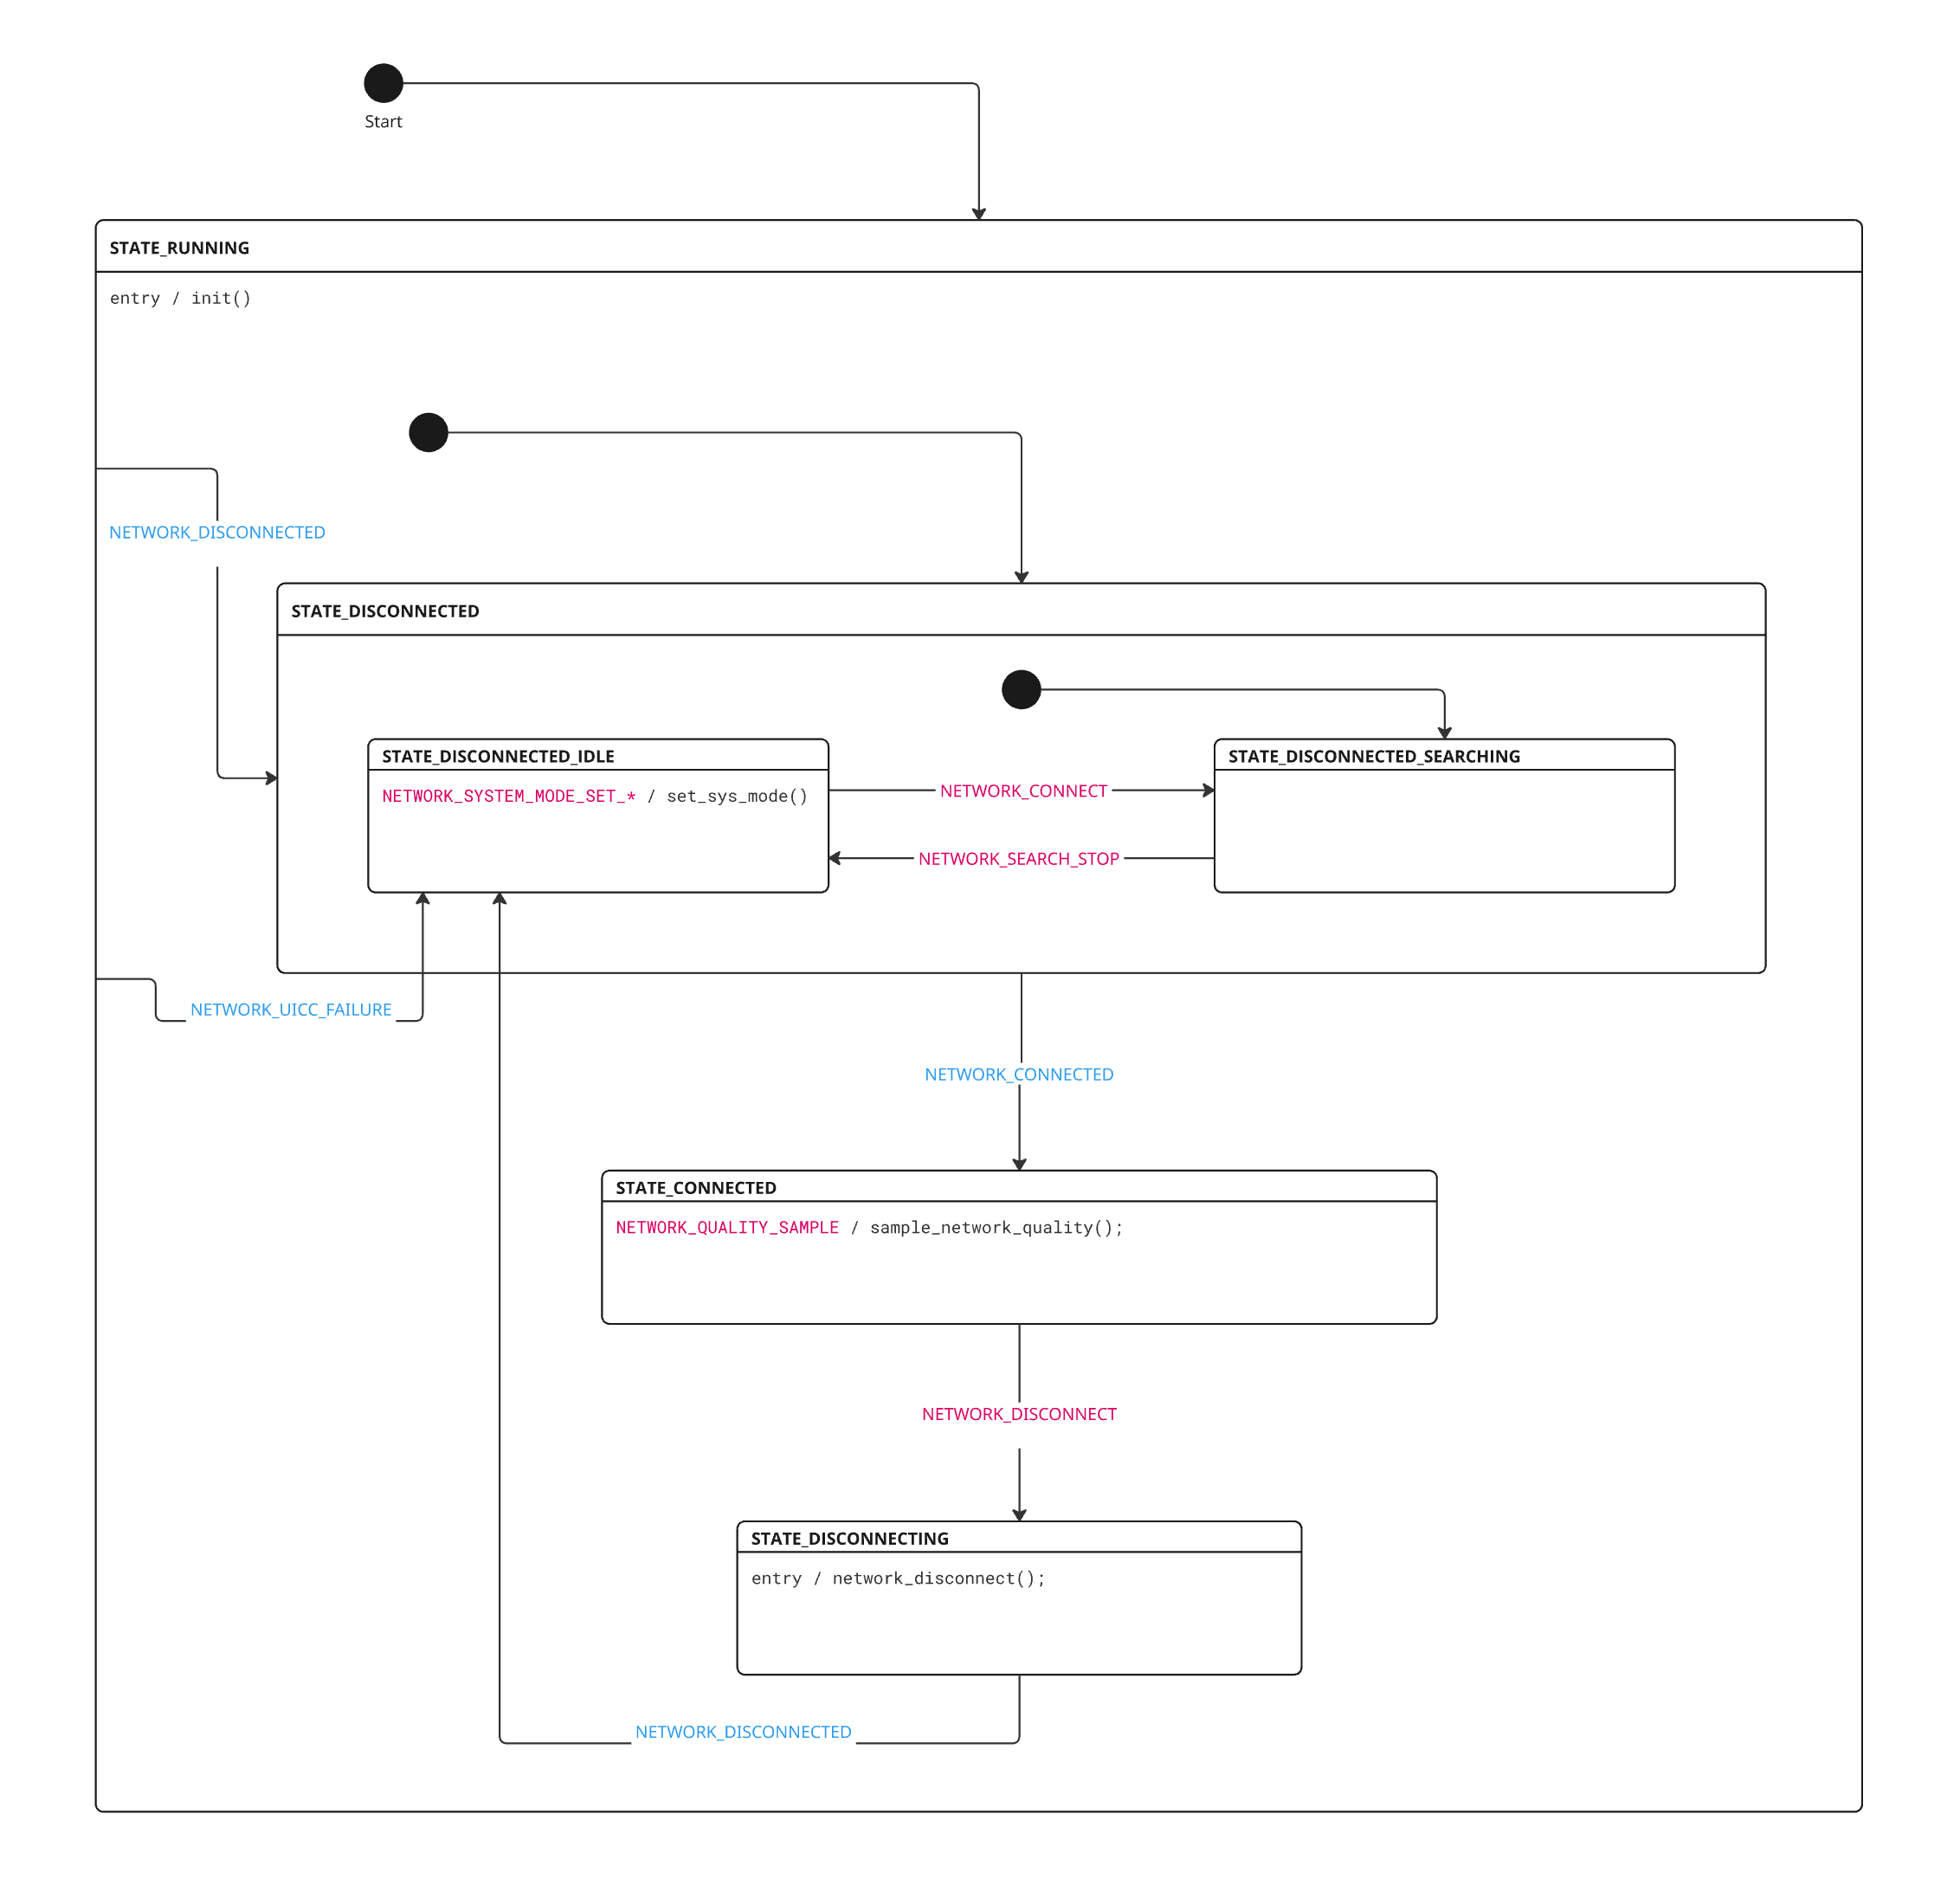 Start
STATE_RUNNING
entry / init()
NETWORK_DISCONNECTED
STATE_DISCONNECTED
STATE_DISCONNECTED_IDLE
NETWORK_SYSTEM_MODE_SET_* / set_sys_mode()
NETWORK_CONNECT
NETWORK_SEARCH_STOP
STATE_DISCONNECTED_SEARCHING
NETWORK_UICC_FAILURE
NETWORK_CONNECTED
STATE_CONNECTED
NETWORK_QUALITY_SAMPLE / sample_network_quality();
NETWORK_DISCONNECT
STATE_DISCONNECTING
entry / network_disconnect();
NETWORK_DISCONNECTED